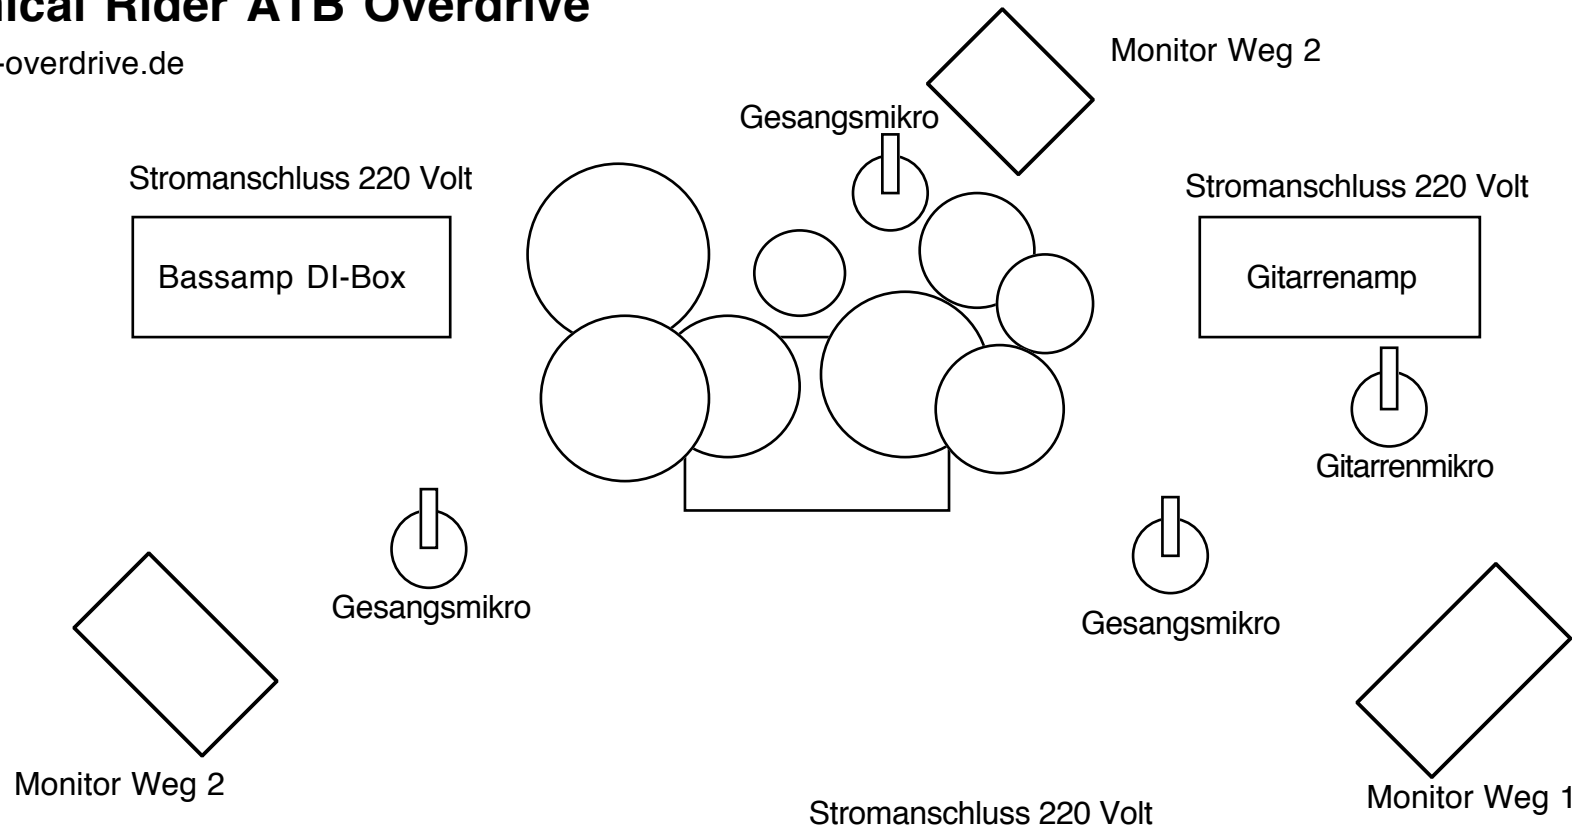 nical Rider ATB Overdrive
-overdrive.de
Monitor Weg 2
Gesangsmikro
Stromanschluss 220 Volt
Stromanschluss 220 Volt
Bassamp DI-Box
Gitarrenamp
Gitarrenmikro
Gesangsmikro
Gesangsmikro
Monitor Weg 2
Monitor Weg 1
Stromanschluss 220 Volt